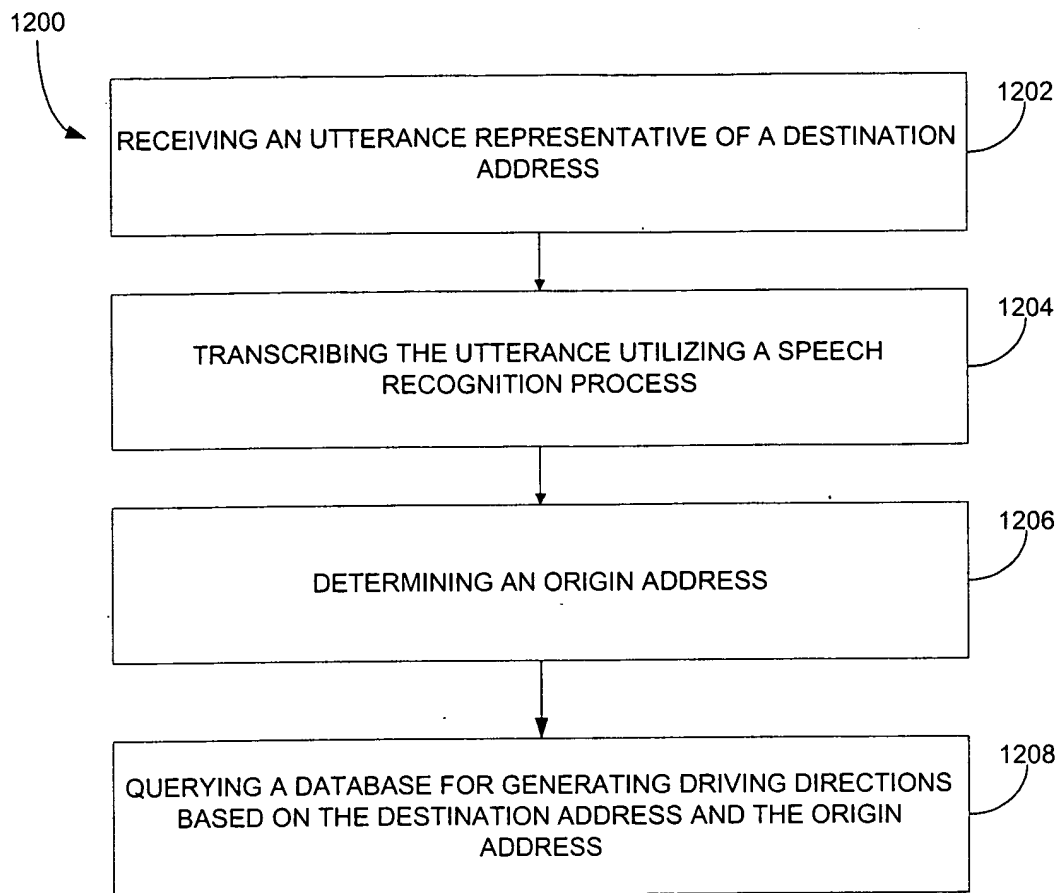 1200
1202
RECEIVING AN UTTERANCE REPRESENTATIVE OF A DESTINATION
ADDRESS
1204
TRANSCRIBING THE UTTERANCE UTILIZING A SPEECH
RECOGNITION PROCESS
1206
DETERMINING AN ORIGIN ADDRESS
1208
QUERYING A DATABASE FOR GENERATING DRIVING DIRECTIONS
BASED ON THE DESTINATION ADDRESS AND THE ORIGIN
ADDRESS